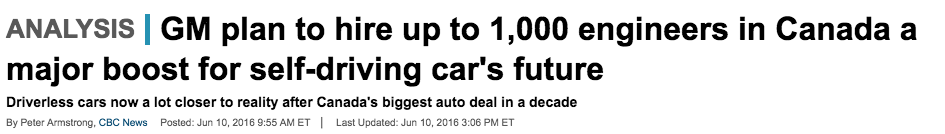 ANALYSIS | GM plan to hire up to 1,000 engineers in Canada a
major boost for self-driving car's future
Driverless cars now a lot closer to reality after Canada's biggest auto deal in a decade
By Peter Armstrong, CBC News Posted: Jun 10, 2016 9:55 AM ET | Last Updated: Jun 10, 2016 3:06 PM ET